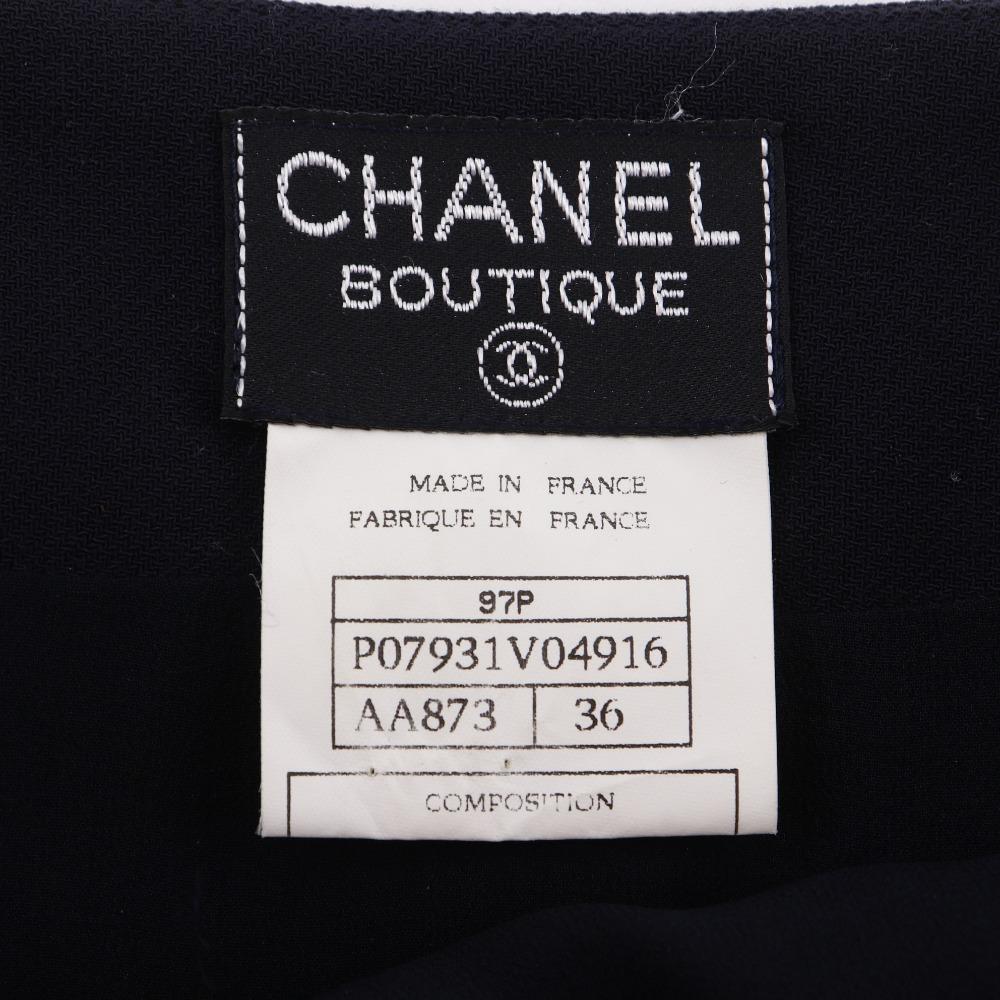 CHANEL
BOUTIQUE
MADE IN FRANCE
FABRIQUE EN FRANCE
97P
P07931V04916
AA873 36
COMPOSITION